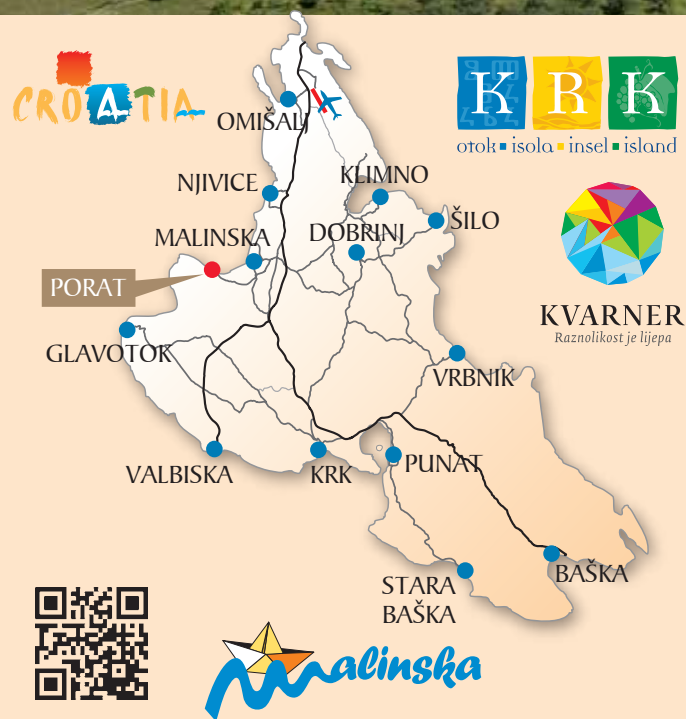 CROATIA
K R K
otok ▪ isola ▪ insel ▪ island
OMIŠALJ
NJIVICE
KLIMNO
ŠILO
MALINSKA
DOBRINJ
PORAT
KVARNER
Raznolikost je lijepa
GLAVOTOK
VRBNIK
VALBISKA
KRK
PUNAT
STARA
BAŠKA
BAŠKA
Malinska